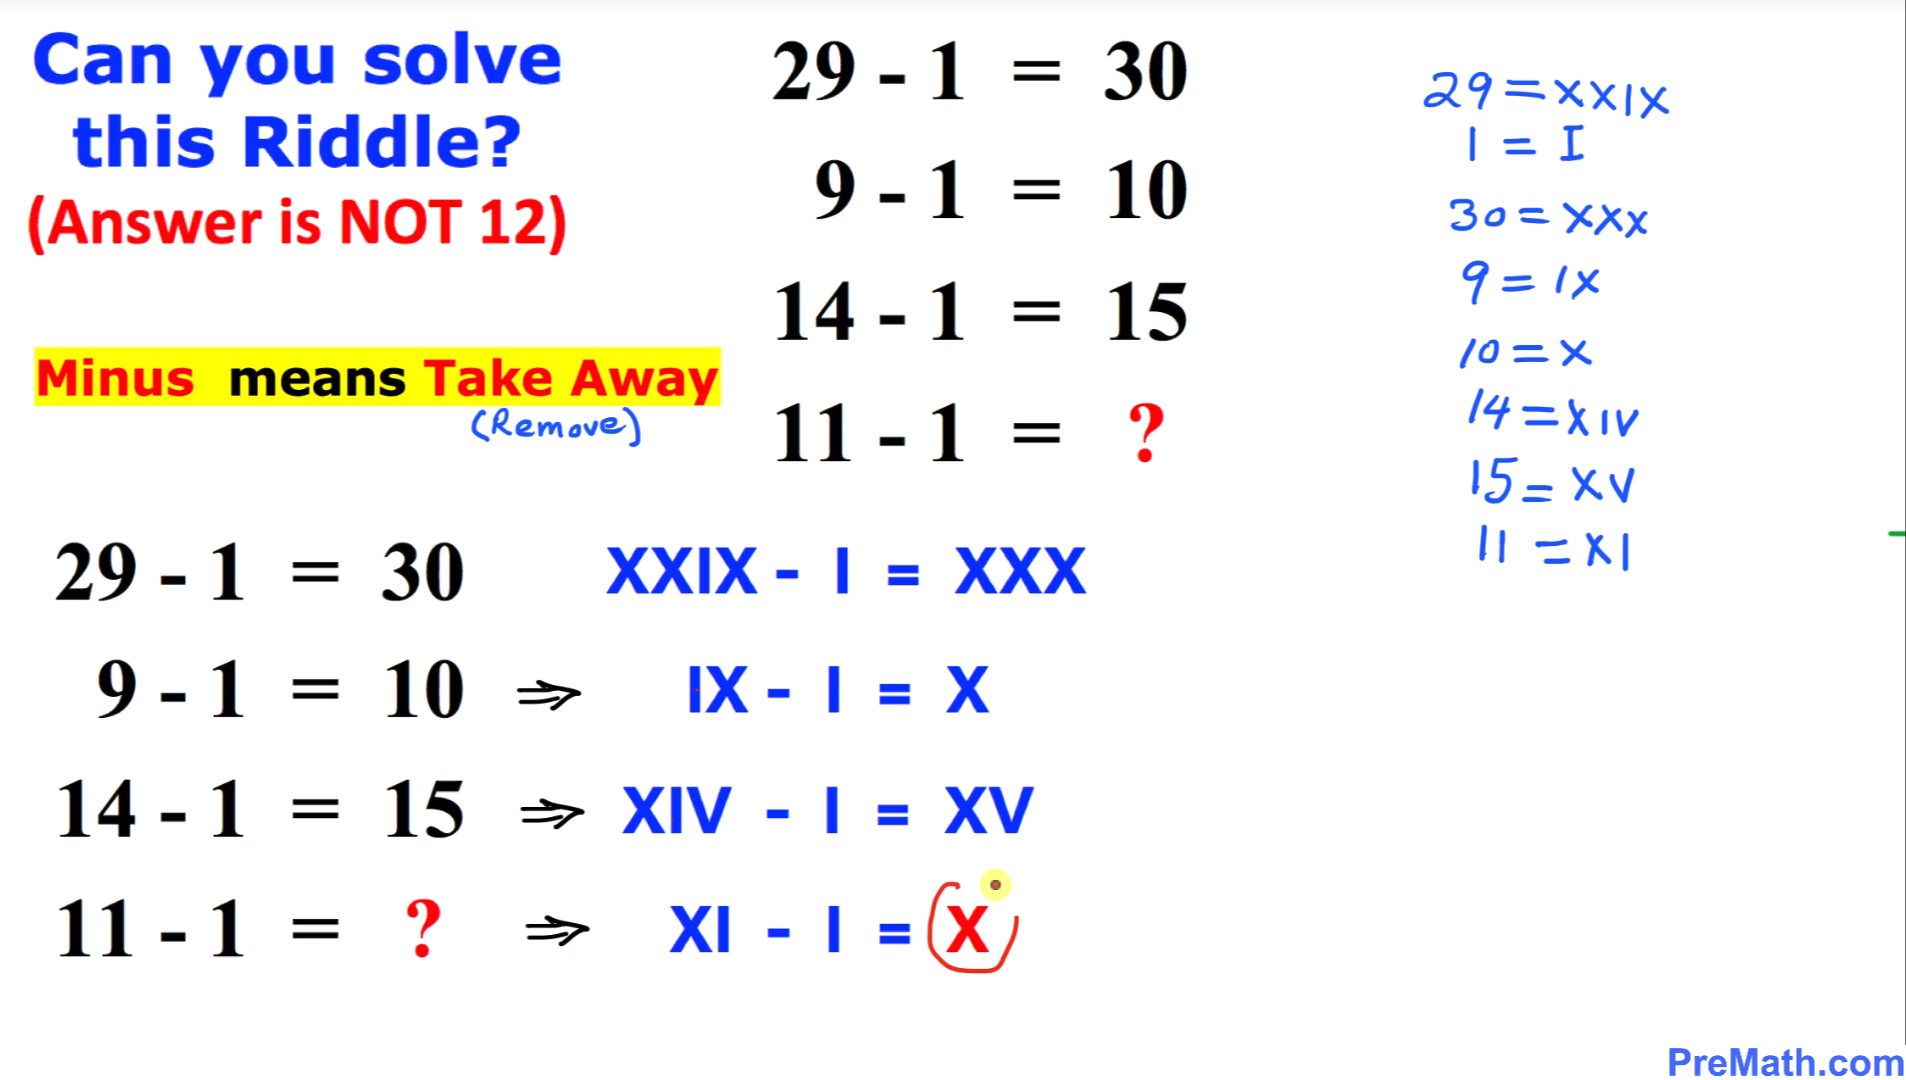 Can you solve
this Riddle?
(Answer is NOT 12)
29 - 1 = 30
9 - 1 = 10
14 - 1 = 15
11 - 1 = ?
Minus means Take Away
(Remove)
29 = XXIX
1 = I
30 = XXX
9 = IX
10 = X
14 = XIV
15 = XV
11 = XI
29 - 1 = 30 XXIX - I = XXX
9 - 1 = 10 ⇒ IX - I = X
14 - 1 = 15 ⇒ XIV - I = XV
11 - 1 = ? ⇒ XI - I = X
PreMath.com